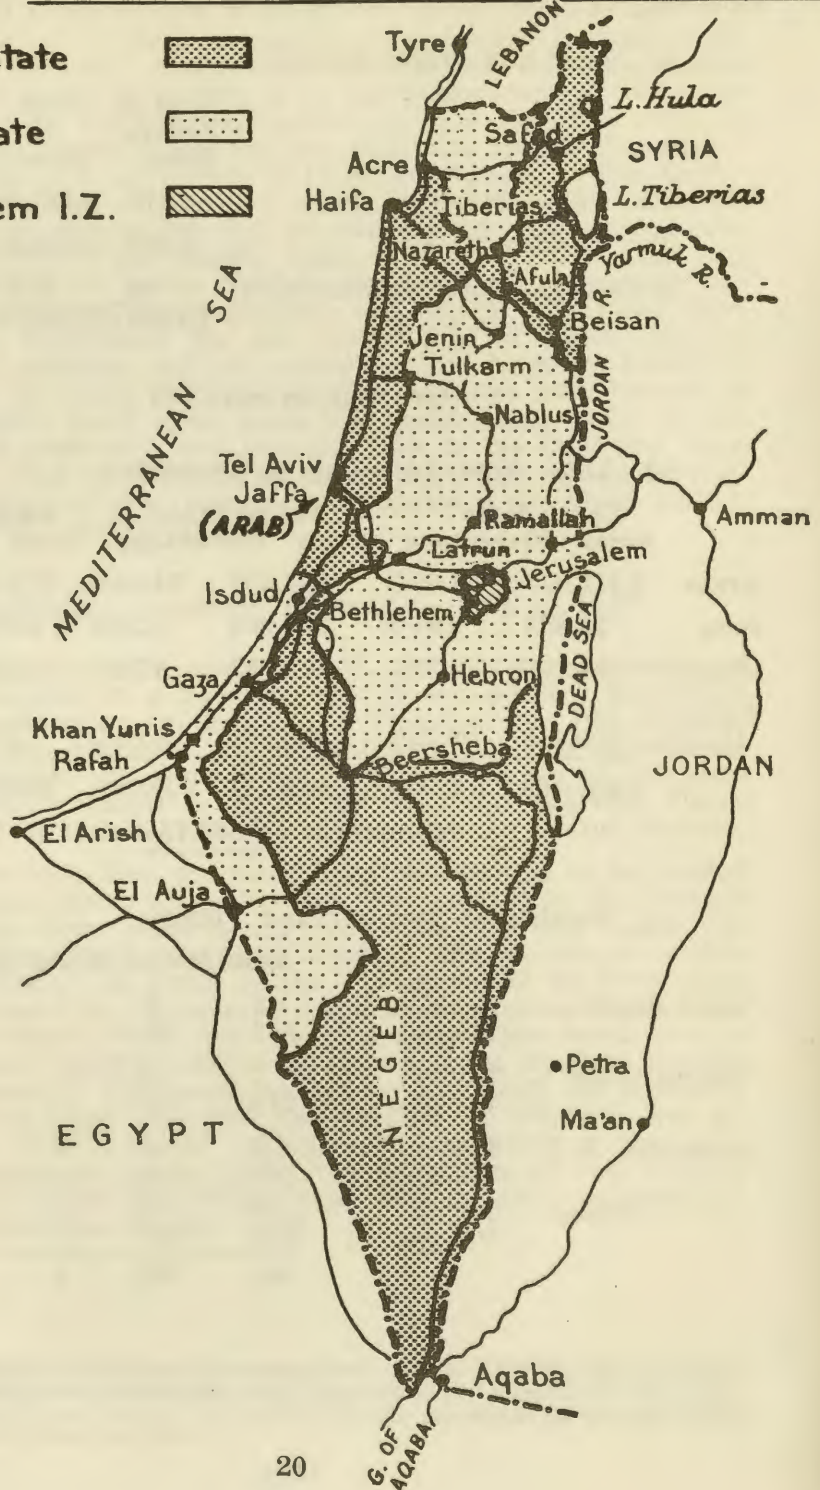 tate
ate
em I.Z.
Tyre
LEBANON
L. Hula
Safad
SYRIA
Acre
Haifa
Tiberias
L. Tiberias
Nazareth
Yarmuk R.
Afula
SEA
Beisan
Jenin
Tulkarm
JORDAN R.
MEDITERRANEAN
Nablus
Tel Aviv
Jaffa
(ARAB)
Ramallah
Amman
Latrun
Jerusalem
Isdud
Bethlehem
DEAD SEA
Gaza
Hebron
Khan Yunis
Rafah
Beersheba
JORDAN
El Arish
El Auja
NEGEB
Petra
EGYPT
Ma'an
Aqaba
G. OF
AQABA
20